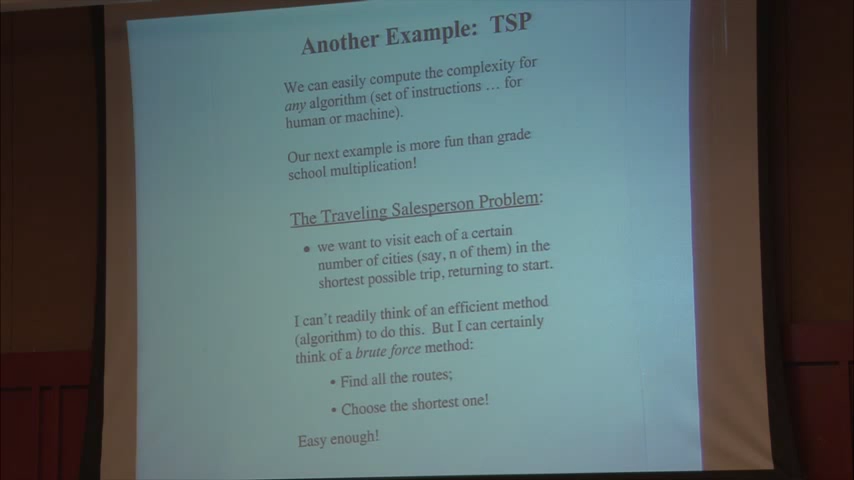 Another Example: TSP
We can easily compute the complexity for
any algorithm (set of instructions … for
human or machine).
Our next example is more fun than grade
school multiplication!
The Traveling Salesperson Problem:
• we want to visit each of a certain
number of cities (say, n of them) in the
shortest possible trip, returning to start.
I can't readily think of an efficient method
(algorithm) to do this. But I can certainly
think of a brute force method:
• Find all the routes;
• Choose the shortest one!
Easy enough!